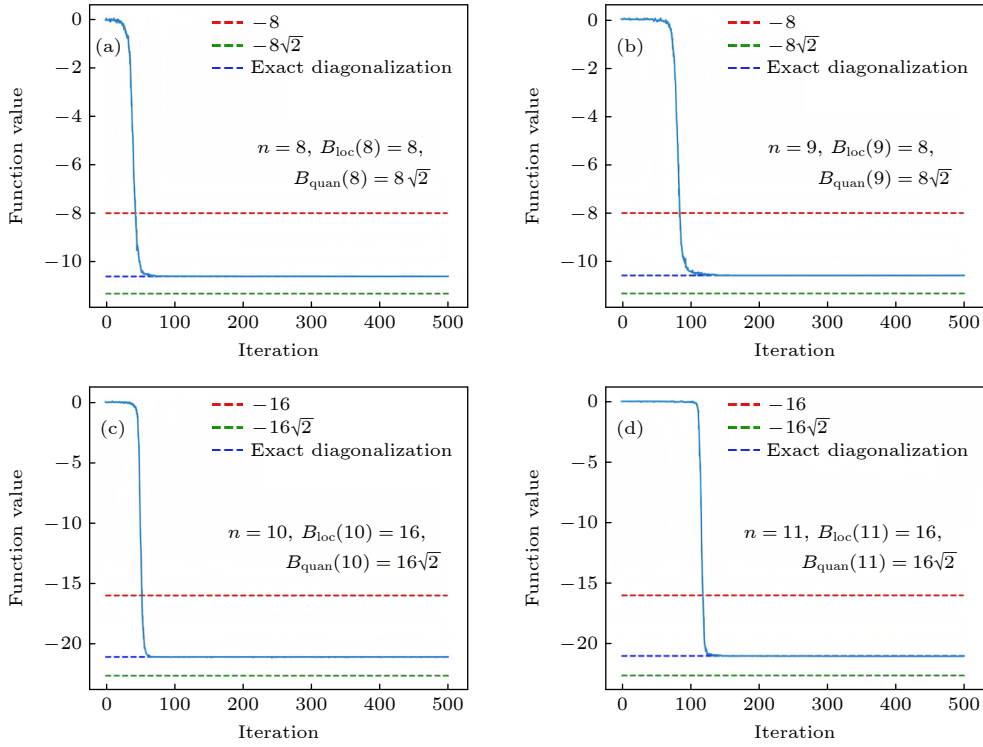 (a)
−8
−8√2
Exact diagonalization
n = 8, B_loc(8) = 8,
B_quan(8) = 8√2
Function value
0
−2
−4
−6
−8
−10
0 100 200 300 400 500
Iteration
(b)
−8
−8√2
Exact diagonalization
n = 9, B_loc(9) = 8,
B_quan(9) = 8√2
Function value
0
−2
−4
−6
−8
−10
0 100 200 300 400 500
Iteration
(c)
−16
−16√2
Exact diagonalization
n = 10, B_loc(10) = 16,
B_quan(10) = 16√2
Function value
0
−5
−10
−15
−20
0 100 200 300 400 500
Iteration
(d)
−16
−16√2
Exact diagonalization
n = 11, B_loc(11) = 16,
B_quan(11) = 16√2
Function value
0
−5
−10
−15
−20
0 100 200 300 400 500
Iteration